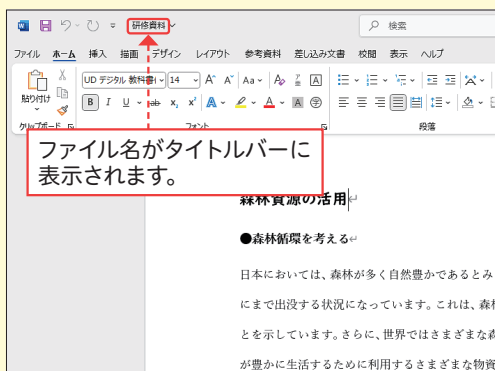 研修資料
検索
ファイル ホーム 挿入 描画 デザイン レイアウト 参考資料 差し込み文書 校閲 表示 ヘルプ
貼り付け
UD デジタル 教科書 14 A A Aa A A
B I U ab x₂ x² A A A 字
クリップボード フォント 段落
ファイル名がタイトルバーに
表示されます。
森林資源の活用↵
●森林循環を考える↵
日本においては、森林が多く自然豊かであるとみ
にまで出没する状況になっています。これは、森林
とを示しています。さらに、世界ではさまざまな森
が豊かに生活するために利用するさまざまな物資